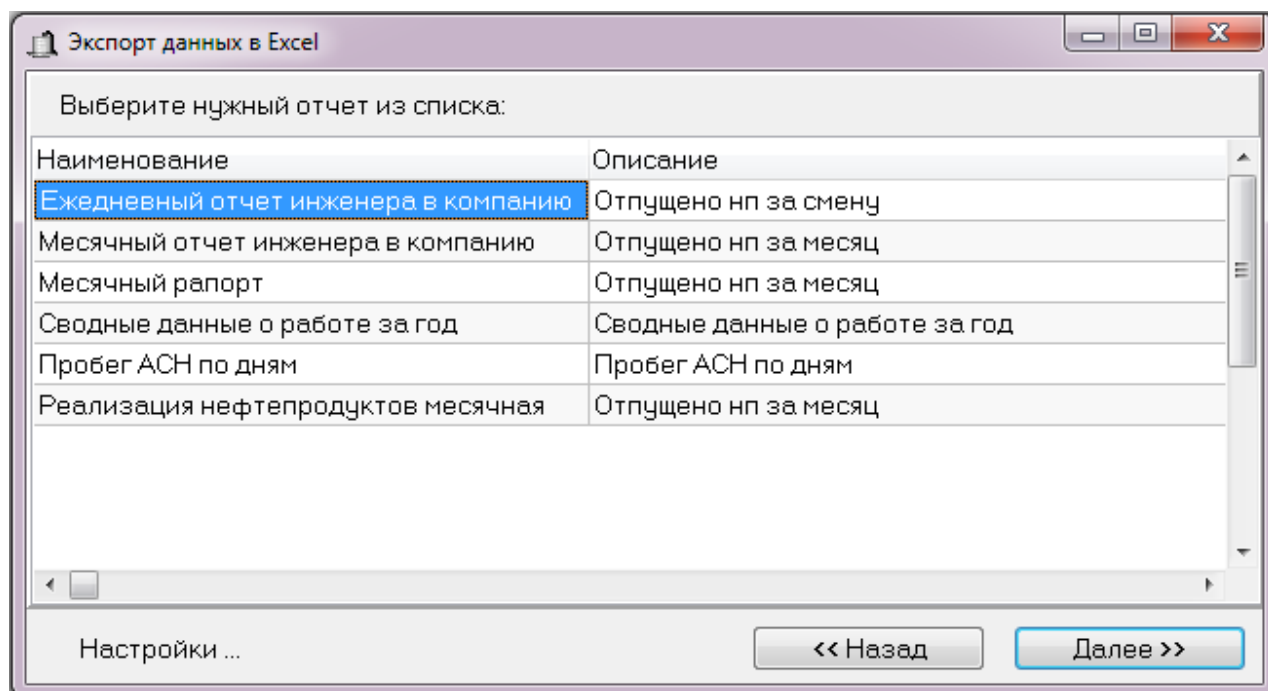 Экспорт данных в Excel
Выберите нужный отчет из списка:
Наименование Описание
Ежедневный отчет инженера в компанию Отпущено нп за смену
Месячный отчет инженера в компанию Отпущено нп за месяц
Месячный рапорт Отпущено нп за месяц
Сводные данные о работе за год Сводные данные о работе за год
Пробег АСН по дням Пробег АСН по дням
Реализация нефтепродуктов месячная Отпущено нп за месяц
Настройки ... << Назад Далее >>